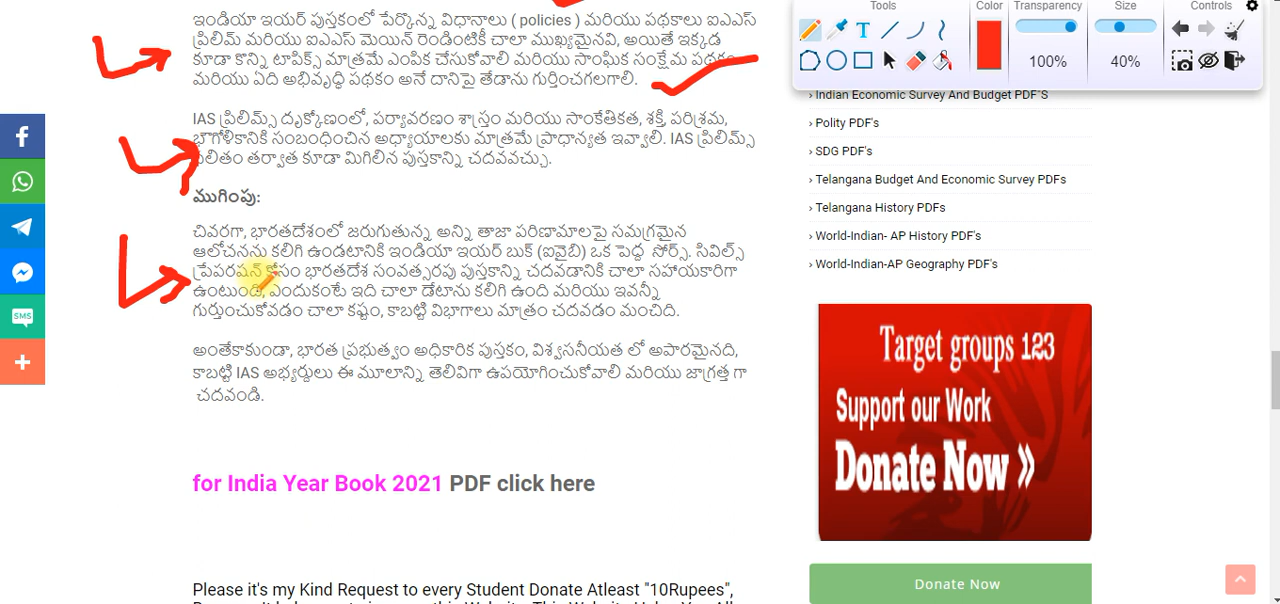 Tools
Color
Transparency
Size
Controls
T
100%
40%
ఇండియా ఇయర్ పుస్తకంలో పేర్కొన్న విధానాలు ( policies ) మరియు పథకాలు ఐఎఎస్
ప్రిలిమ్ మరియు ఐఎఎస్ మెయిన్ రెండింటికి చాలా ముఖ్యమైనవి, అయితే ఇక్కడ
కూడా కొన్ని టాపిక్స్ మాత్రమే ఎంపిక చేసుకోవాలి మరియు సాంఘిక సంక్షేమ పథకం
మరియు ఏది అభివృద్ధి పథకం అనే దానిపై తేడాను గుర్తించగలగాలి.
IAS ప్రిలిమ్స్ దృక్కోణంలో, పర్యావరణం శాస్త్రం మరియు సాంకేతికత, శక్తి, పరిశ్రమ,
భౌగోళికానికి సంబంధించిన అధ్యాయాలకు మాత్రమే ప్రాధాన్యత ఇవ్వాలి. IAS ప్రిలిమ్స్
ఫలితం తర్వాత కూడా మిగిలిన పుస్తకాన్ని చదవవచ్చు.
ముగింపు:
చివరగా, భారతదేశంలో జరుగుతున్న అన్ని తాజా పరిణామాలపై సమగ్రమైన
ఆలోచనను కలిగి ఉండటానికి ఇండియా ఇయర్ బుక్ (ఐవైబి) ఒక పెద్ద సోర్స్. సివిల్స్
ప్రేపరషన్ కోసం భారతదేశ సంవత్సరపు పుస్తకాన్ని చదవడానికి చాలా సహాయకారిగా
ఉంటుంది, ఎందుకంటే ఇది చాలా డేటాను కలిగి ఉంది మరియు ఇవన్నీ
గుర్తుంచుకోవడం చాలా కష్టం, కాబట్టి విభాగాలు మాత్రం చదవడం మంచిది.
అంతేకాకుండా, భారత ప్రభుత్వం అధికారిక పుస్తకం, విశ్వసనీయత లో అపారమైనది,
కాబట్టి IAS అభ్యర్థులు ఈ మూలాన్ని తెలివిగా ఉపయోగించుకోవాలి మరియు జాగ్రత్త గా
చదవండి.
for India Year Book 2021 PDF click here
Please it's my Kind Request to every Student Donate Atleast "10Rupees",
SMS
› Indian Economic Survey And Budget PDF'S
› Polity PDF's
› SDG PDF's
› Telangana Budget And Economic Survey PDFs
› Telangana History PDFs
› World-Indian- AP History PDF's
› World-Indian-AP Geography PDF's
Target groups 123
Support our Work
Donate Now »
Donate Now